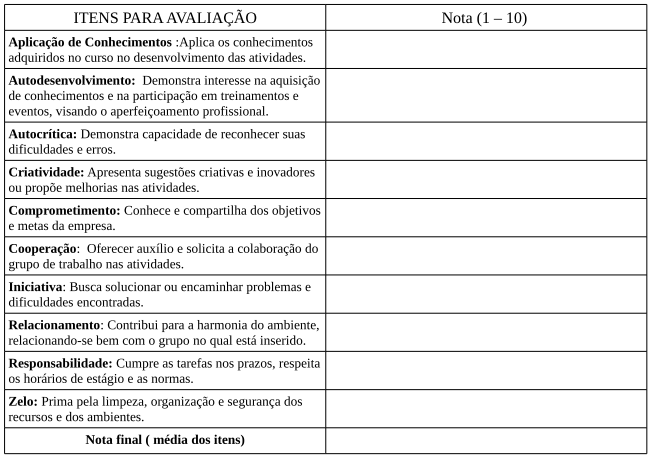 ITENS PARA AVALIAÇÃO Nota (1 – 10)
Aplicação de Conhecimentos :Aplica os conhecimentos
adquiridos no curso no desenvolvimento das atividades.
Autodesenvolvimento:  Demonstra interesse na aquisição
de conhecimentos e na participação em treinamentos e
eventos, visando o aperfeiçoamento profissional.
Autocrítica: Demonstra capacidade de reconhecer suas
dificuldades e erros.
Criatividade: Apresenta sugestões criativas e inovadores
ou propõe melhorias nas atividades.
Comprometimento: Conhece e compartilha dos objetivos
e metas da empresa.
Cooperação:  Oferecer auxílio e solicita a colaboração do
grupo de trabalho nas atividades.
Iniciativa: Busca solucionar ou encaminhar problemas e
dificuldades encontradas.
Relacionamento: Contribui para a harmonia do ambiente,
relacionando-se bem com o grupo no qual está inserido.
Responsabilidade: Cumpre as tarefas nos prazos, respeita
os horários de estágio e as normas.
Zelo: Prima pela limpeza, organização e segurança dos
recursos e dos ambientes.
Nota final ( média dos itens)